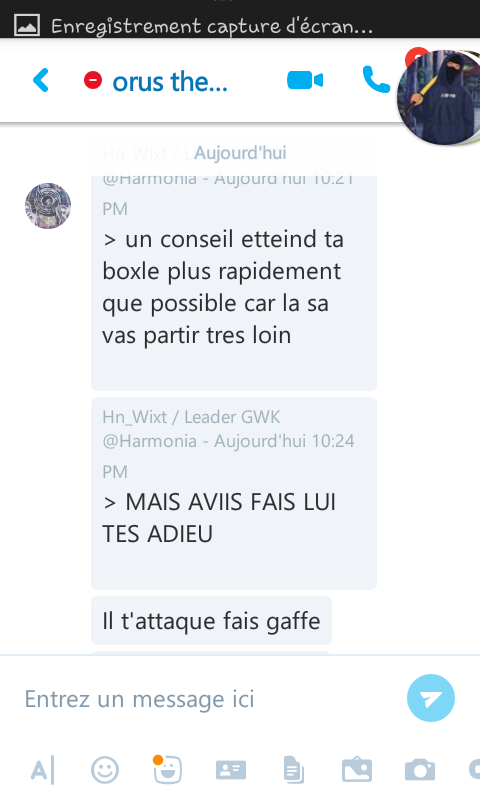 Enregistrement capture d'écran...
orus the...
Aujourd'hui
Hn_Wixt / L
@Harmonia - Aujourd'hui 10:21
PM
> un conseil etteind ta
boxle plus rapidement
que possible car la sa
vas partir tres loin
Hn_Wixt / Leader GWK
@Harmonia - Aujourd'hui 10:24
PM
> MAIS AVIIS FAIS LUI
TES ADIEU
Il t'attaque fais gaffe
Entrez un message ici
A